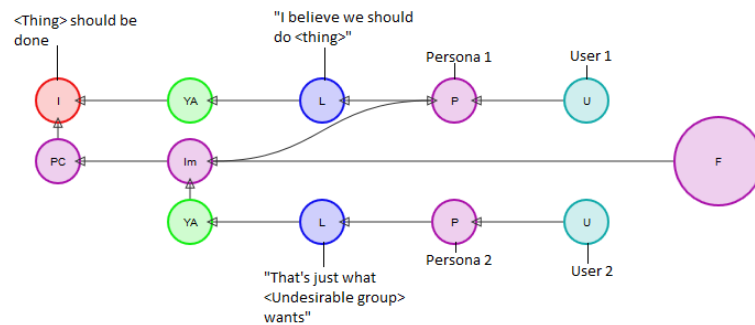 <Thing> should be
done
"I believe we should
do <thing>"
Persona 1
User 1
I
YA
L
P
U
PC
Im
F
YA
L
P
U
Persona 2
User 2
"That's just what
<Undesirable group>
wants"